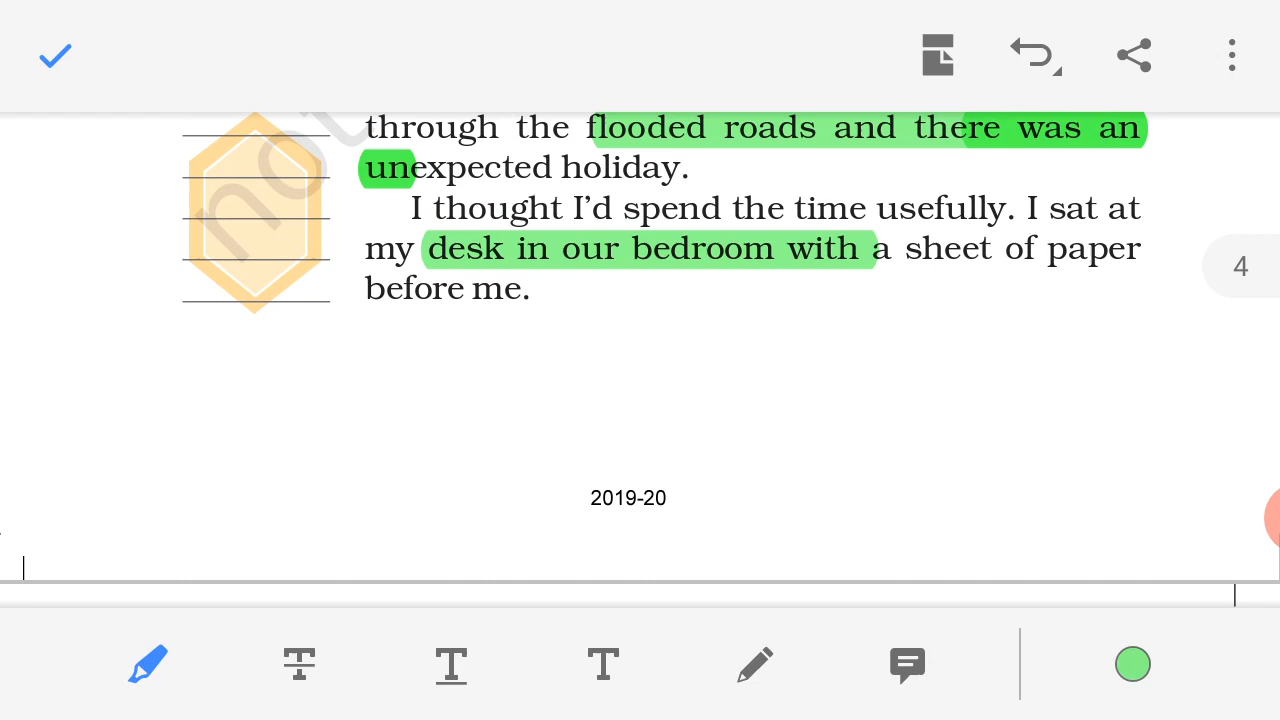 not
through the flooded roads and there was an
unexpected holiday.
I thought I'd spend the time usefully. I sat at
my desk in our bedroom with a sheet of paper
before me.
4
2019-20